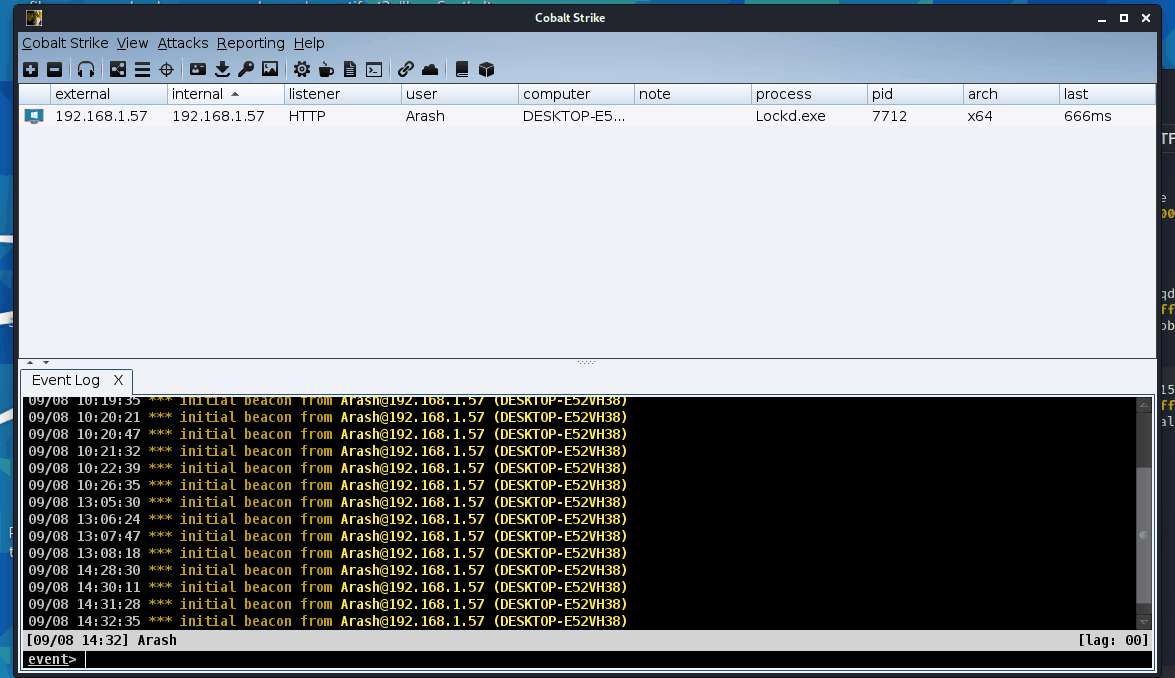 Cobalt Strike
Cobalt Strike View Attacks Reporting Help
external internal listener user computer note process pid arch last
192.168.1.57 192.168.1.57 HTTP Arash DESKTOP-E5... Lockd.exe 7712 x64 666ms
Event Log X
09/08 10:19:35 *** initial beacon from Arash@192.168.1.57 (DESKTOP-E52VH38)
09/08 10:20:21 *** initial beacon from Arash@192.168.1.57 (DESKTOP-E52VH38)
09/08 10:20:47 *** initial beacon from Arash@192.168.1.57 (DESKTOP-E52VH38)
09/08 10:21:32 *** initial beacon from Arash@192.168.1.57 (DESKTOP-E52VH38)
09/08 10:22:39 *** initial beacon from Arash@192.168.1.57 (DESKTOP-E52VH38)
09/08 10:26:35 *** initial beacon from Arash@192.168.1.57 (DESKTOP-E52VH38)
09/08 13:05:30 *** initial beacon from Arash@192.168.1.57 (DESKTOP-E52VH38)
09/08 13:06:24 *** initial beacon from Arash@192.168.1.57 (DESKTOP-E52VH38)
09/08 13:07:47 *** initial beacon from Arash@192.168.1.57 (DESKTOP-E52VH38)
09/08 13:08:18 *** initial beacon from Arash@192.168.1.57 (DESKTOP-E52VH38)
09/08 14:28:30 *** initial beacon from Arash@192.168.1.57 (DESKTOP-E52VH38)
09/08 14:30:11 *** initial beacon from Arash@192.168.1.57 (DESKTOP-E52VH38)
09/08 14:31:28 *** initial beacon from Arash@192.168.1.57 (DESKTOP-E52VH38)
09/08 14:32:35 *** initial beacon from Arash@192.168.1.57 (DESKTOP-E52VH38)
[09/08 14:32] Arash [lag: 00]
event>